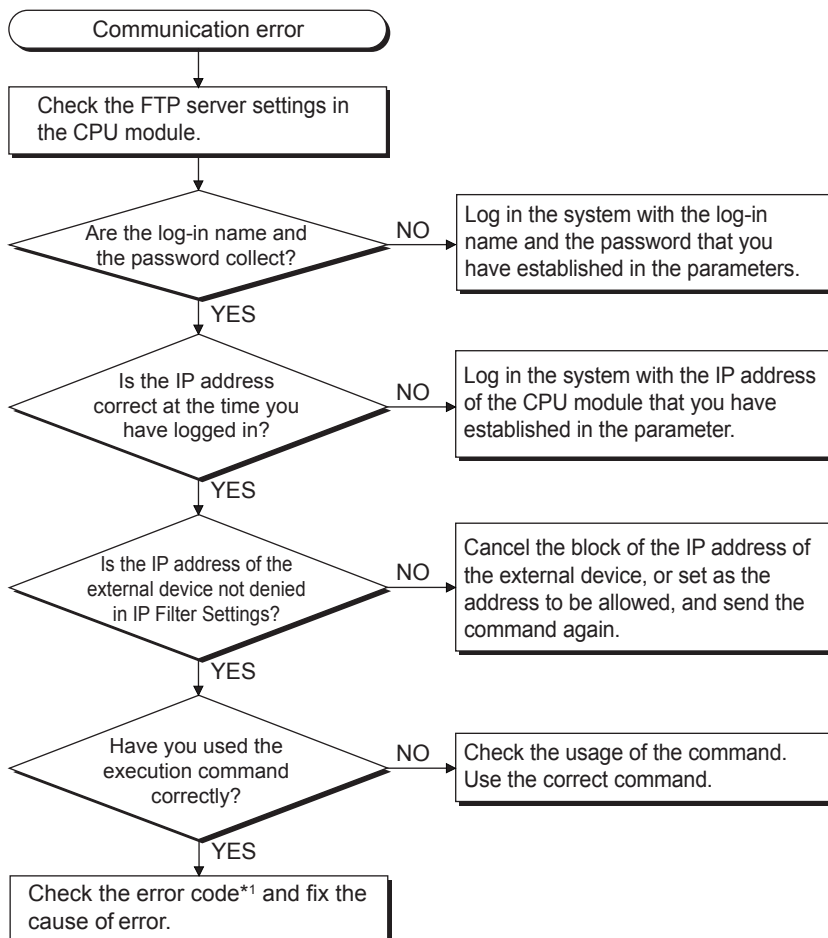 Communication error
Check the FTP server settings in
the CPU module.
Are the log-in name and
the password collect?
NO
Log in the system with the log-in
name and the password that you
have established in the parameters.
YES
Is the IP address
correct at the time you
have logged in?
NO
Log in the system with the IP address
of the CPU module that you have
established in the parameter.
YES
Is the IP address of the
external device not denied
in IP Filter Settings?
NO
Cancel the block of the IP address of
the external device, or set as the
address to be allowed, and send the
command again.
YES
Have you used the
execution command
correctly?
NO
Check the usage of the command.
Use the correct command.
YES
Check the error code*1 and fix the
cause of error.